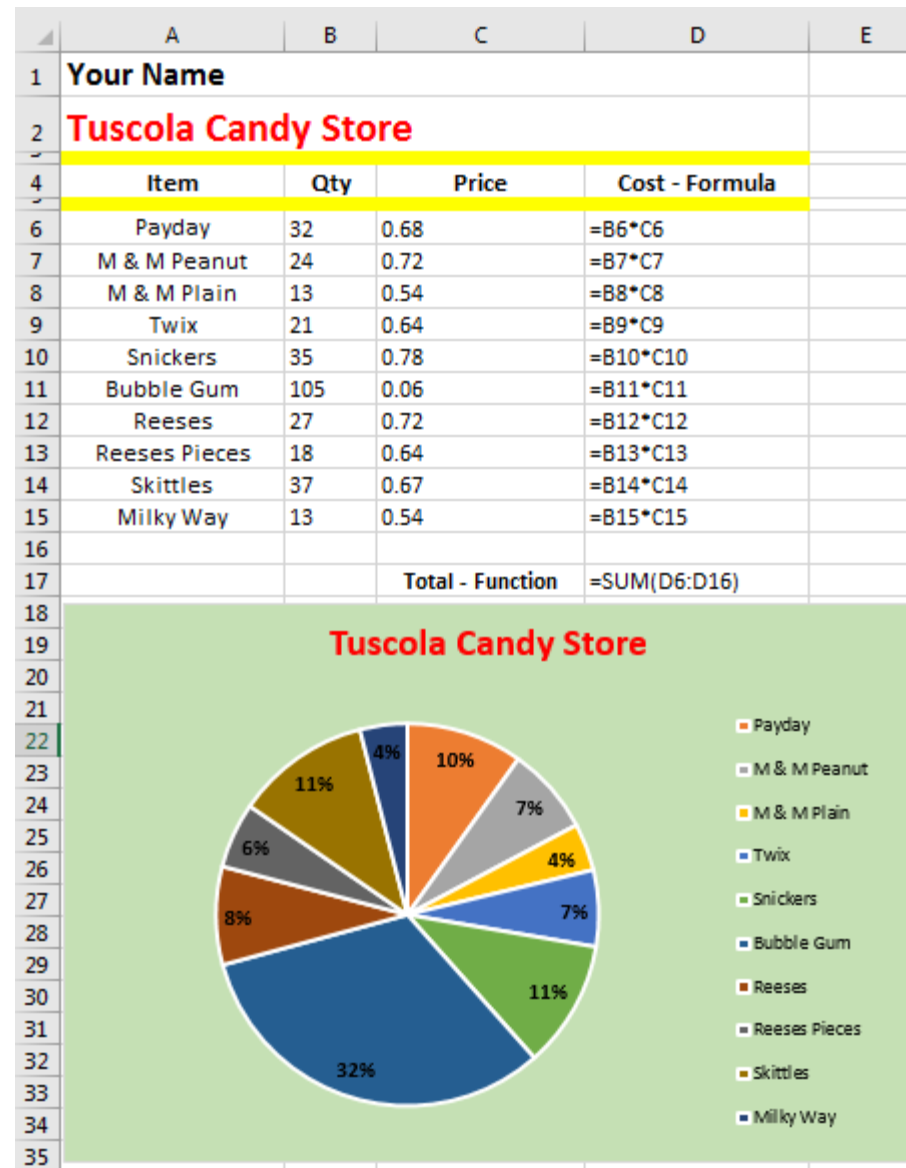 A B C D E
1 Your Name
2 Tuscola Candy Store
4 Item Qty Price Cost - Formula
6 Payday 32 0.68 =B6*C6
7 M & M Peanut 24 0.72 =B7*C7
8 M & M Plain 13 0.54 =B8*C8
9 Twix 21 0.64 =B9*C9
10 Snickers 35 0.78 =B10*C10
11 Bubble Gum 105 0.06 =B11*C11
12 Reeses 27 0.72 =B12*C12
13 Reeses Pieces 18 0.64 =B13*C13
14 Skittles 37 0.67 =B14*C14
15 Milky Way 13 0.54 =B15*C15
16
17 Total - Function =SUM(D6:D16)
18
19 Tuscola Candy Store
20
21
22
23
24
25
26
27
28
29
30
31
32
33
34
35
10%
7%
4%
7%
11%
32%
8%
6%
11%
4%
Payday
M & M Peanut
M & M Plain
Twix
Snickers
Bubble Gum
Reeses
Reeses Pieces
Skittles
Milky Way